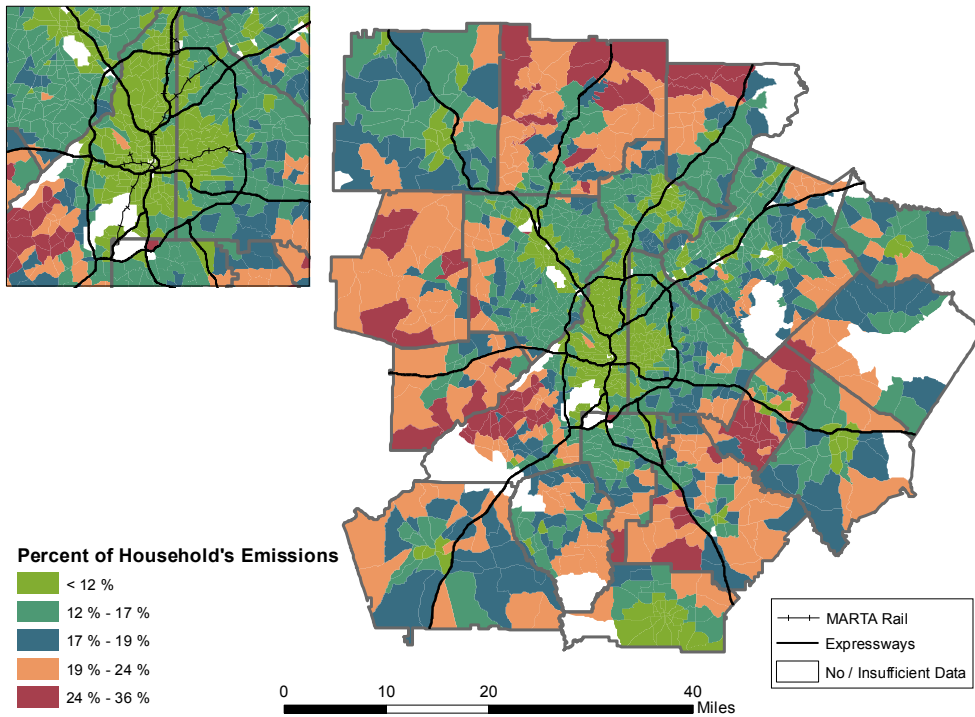 Percent of Household's Emissions
< 12 %
12 % - 17 %
17 % - 19 %
19 % - 24 %
24 % - 36 %
MARTA Rail
Expressways
No / Insufficient Data
0 10 20 40
Miles